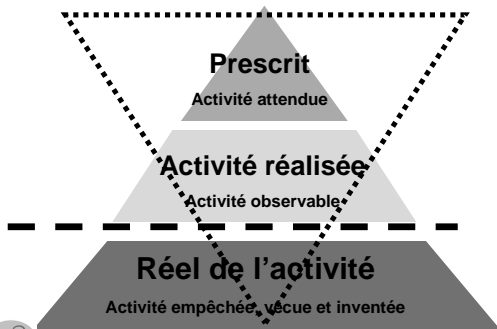 Prescrit
Activité attendue
Activité réalisée
Activité observable
Réel de l'activité
Activité empêchée, vécue et inventée